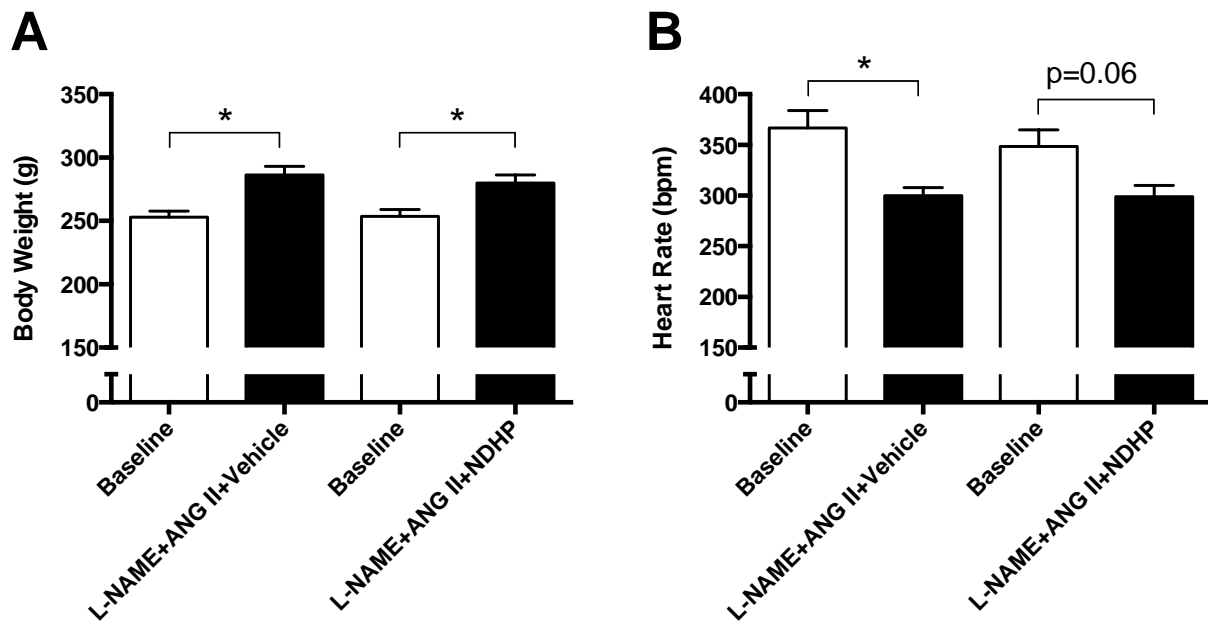 A
Body Weight (g)
350
300
250
200
150
0
*
*
Baseline
L-NAME+ANG II+Vehicle
Baseline
L-NAME+ANG II+NDHP
B
Heart Rate (bpm)
400
350
300
250
200
150
0
*
p=0.06
Baseline
L-NAME+ANG II+Vehicle
Baseline
L-NAME+ANG II+NDHP